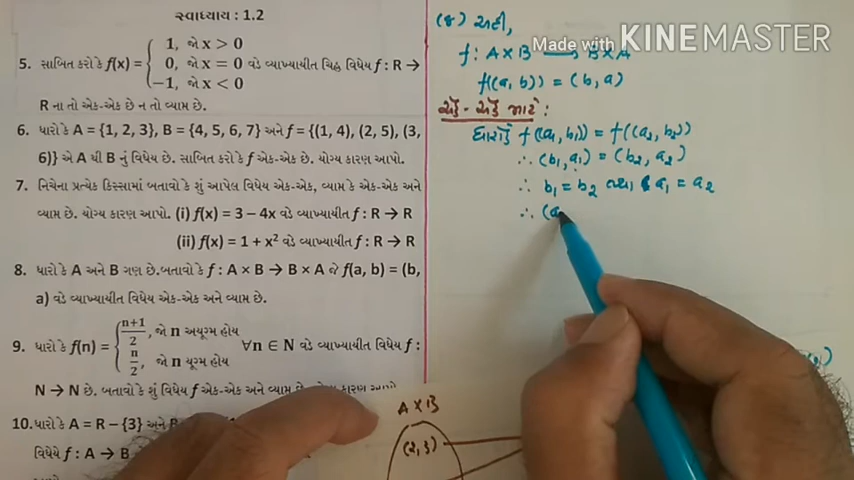 સ્વાધ્યાય : 1.2
5. સાબિત કરો કે f(x) = { 1, જો x > 0
0, જો x = 0 વડે વ્યાખ્યાયીત ચિહ્ન વિધેય f : R →
−1, જો x < 0
R ના તો એક-એક છે ન તો વ્યાપ્ત છે.
6. ધારો કે A = {1, 2, 3}, B = {4, 5, 6, 7} અને f = {(1, 4), (2, 5), (3,
6)} એ A થી B નું વિધેય છે. સાબિત કરો કે f એક-એક છે. યોગ્ય કારણ આપો.
7. નિચેના પ્રત્યેક કિસ્સામાં બતાવો કે શું આપેલ વિધેય એક-એક, વ્યાપ્ત કે એક-એક અને
વ્યાપ્ત છે. યોગ્ય કારણ આપો. (i) f(x) = 3 − 4x વડે વ્યાખ્યાયીત વિધેય f : R → R
(ii) f(x) = 1 + x² વડે વ્યાખ્યાયીત વિધેય f : R → R
8. ધારો કે A અને B ગણ છે.બતાવો કે f : A × B → B × A જે f(a, b) = (b,
a) વડે વ્યાખ્યાયીત વિધેય એક-એક અને વ્યાપ્ત છે.
9. ધારો કે f(n) = { n+1/2 , જો n અયૂગ્મ હોય
n/2 , જો n યૂગ્મ હોય ∀n ∈ N વડે વ્યાખ્યાયીત વિધેય f :
N → N છે. બતાવો કે શું વિધેય f એક-એક અને વ્યાપ્ત છે.
10. ધારો કે A = R − {3} અને
વિધેય f : A →
(૮) અહીં,
f : A × B → B × A
f(a, b)) = (b, a)
એક-એક માટે :
ધારોકે f((a₁, b₁)) = f((a₂, b₂))
∴ (b₁, a₁) = (b₂, a₂)
∴ b₁ = b₂ તથા a₁ = a₂
∴ (a
A × B
(2, 3)
Made with KINEMASTER